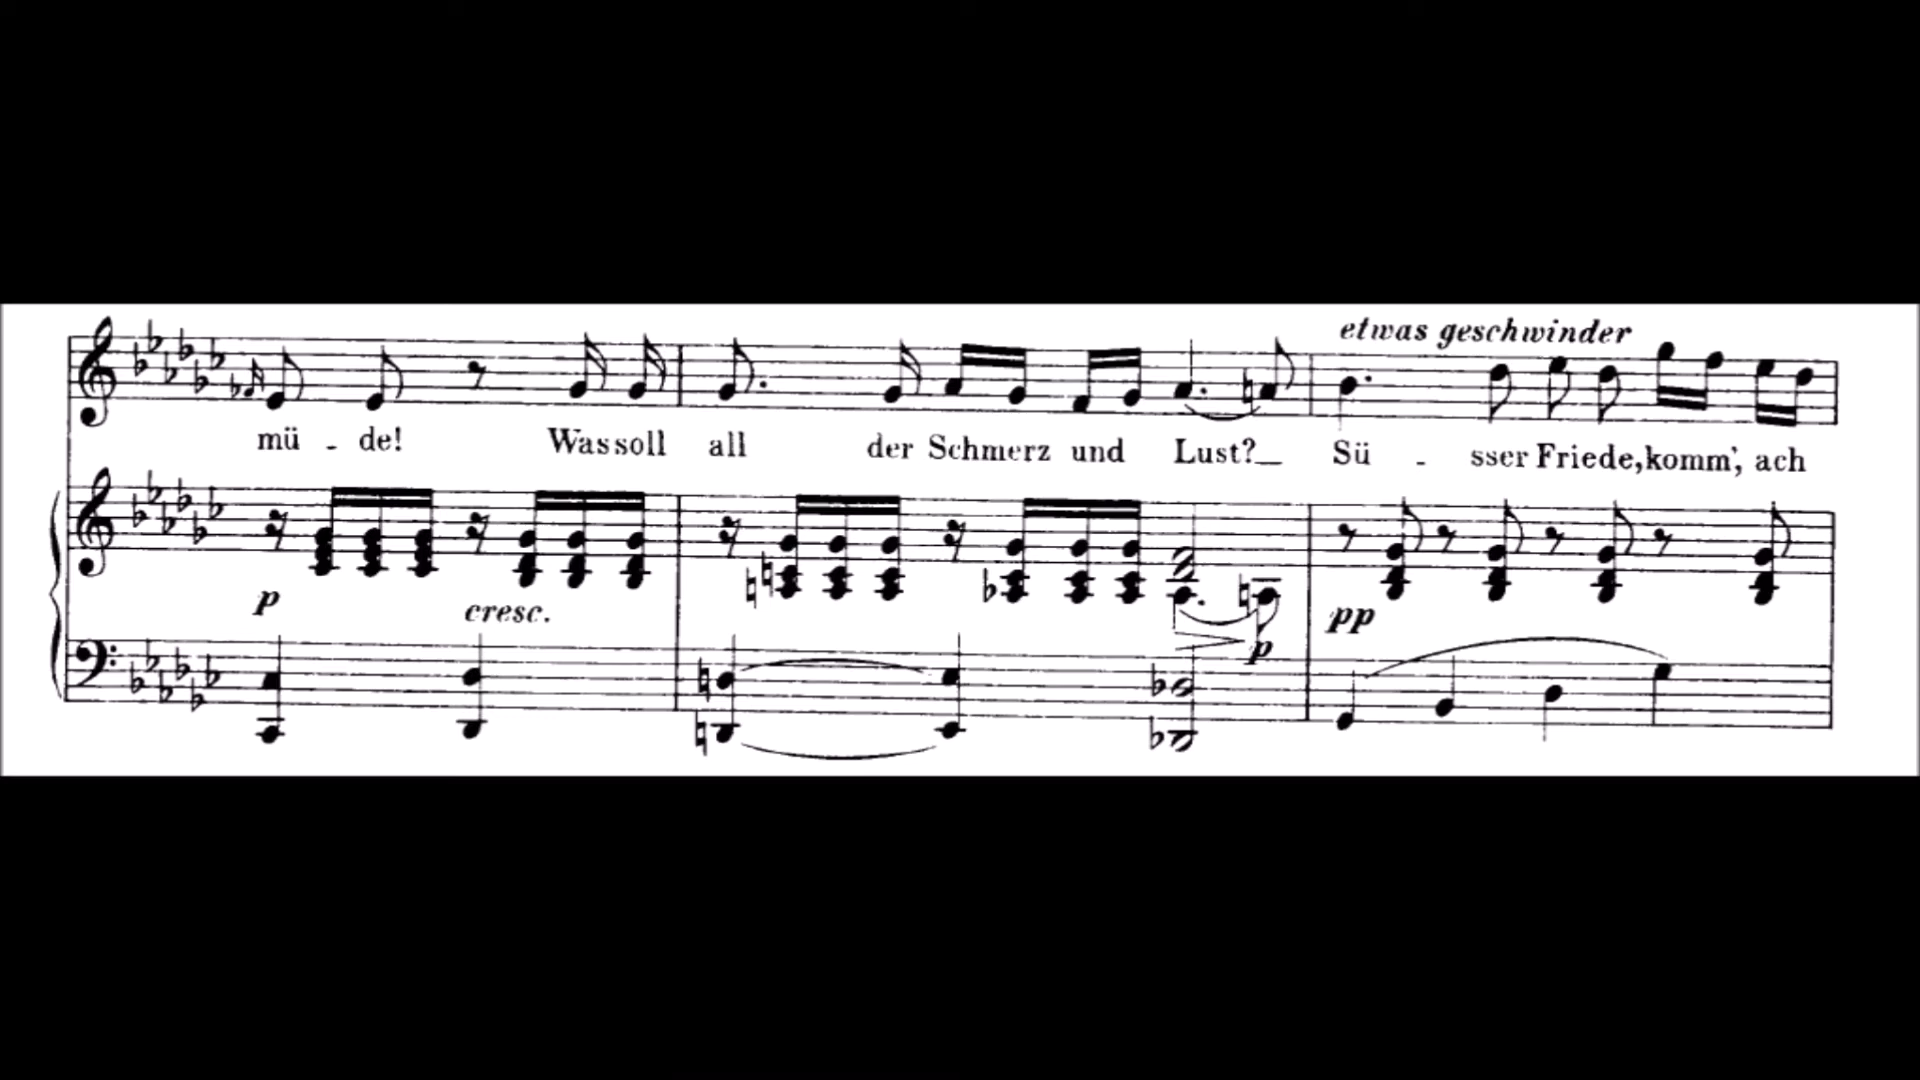 etwas geschwinder
mü - de! Was soll all der Schmerz und Lust? Sü - sser Friede, komm', ach
p cresc. p pp